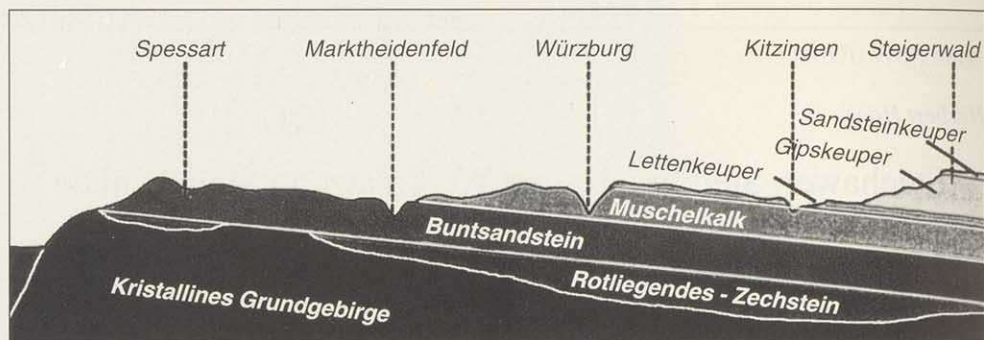 Spessart
Marktheidenfeld
Würzburg
Kitzingen
Steigerwald
Sandsteinkeuper
Gipskeuper
Lettenkeuper
Muschelkalk
Buntsandstein
Rotliegendes - Zechstein
Kristallines Grundgebirge